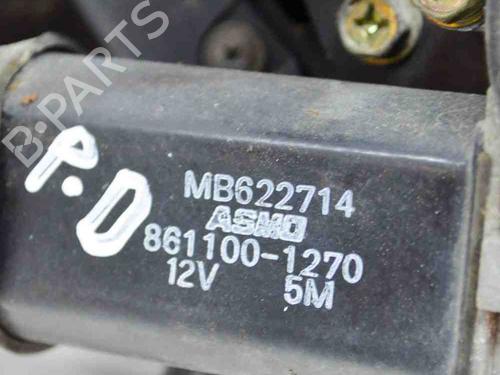 B-PARTS
P.D
MB622714
ASMO
861100-1270
12V 5M